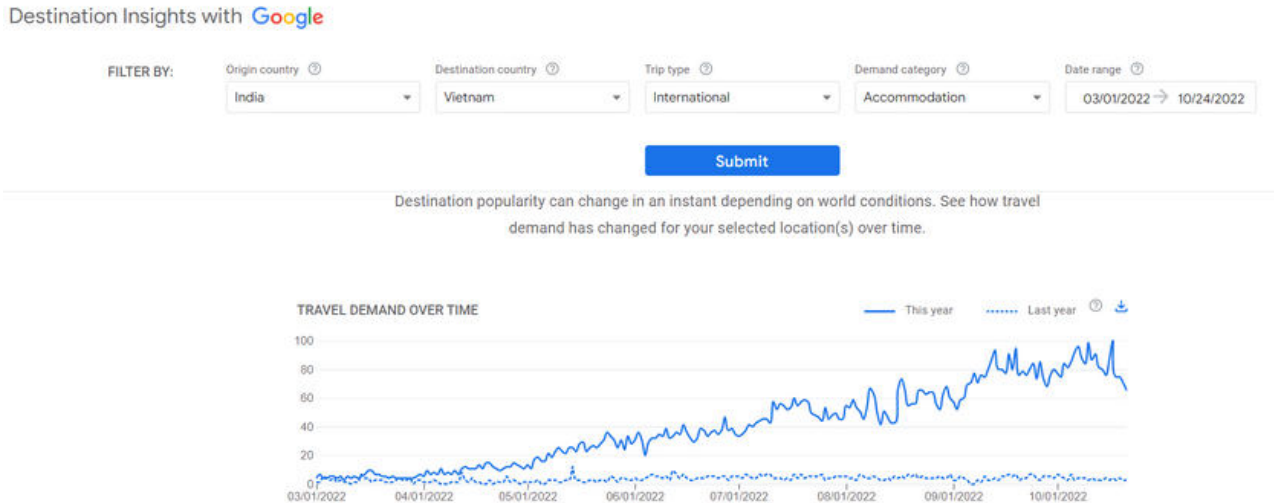 Destination Insights with Google
FILTER BY:
Origin country
Destination country
Trip type
Demand category
Date range
India
Vietnam
International
Accommodation
03/01/2022 → 10/24/2022
Submit
Destination popularity can change in an instant depending on world conditions. See how travel
demand has changed for your selected location(s) over time.
TRAVEL DEMAND OVER TIME
This year
Last year
100
80
60
40
20
0
03/01/2022
04/01/2022
05/01/2022
06/01/2022
07/01/2022
08/01/2022
09/01/2022
10/01/2022